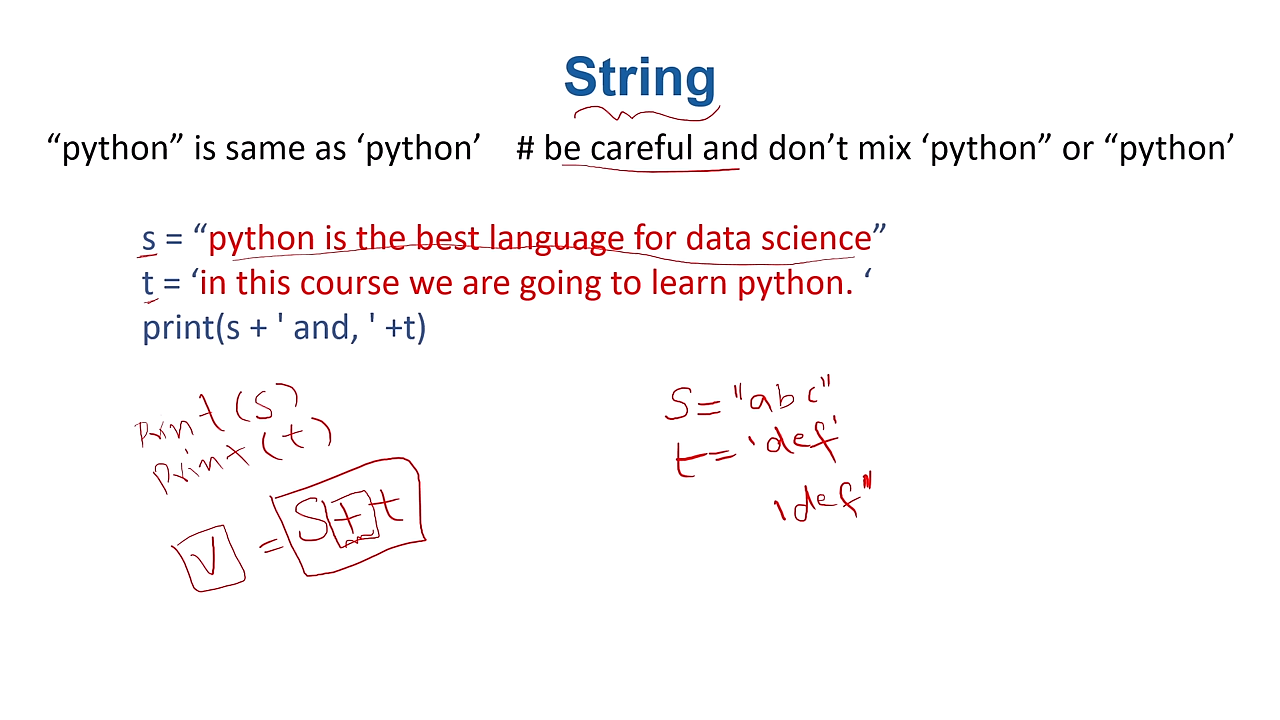 String
“python” is same as ‘python’ # be careful and don’t mix ‘python” or “python’
s = “python is the best language for data science”
t = ‘in this course we are going to learn python. ‘
print(s + ' and, ' +t)
print(s)
print(t)
V = S+t
S = "abc"
t = 'def'
'def"